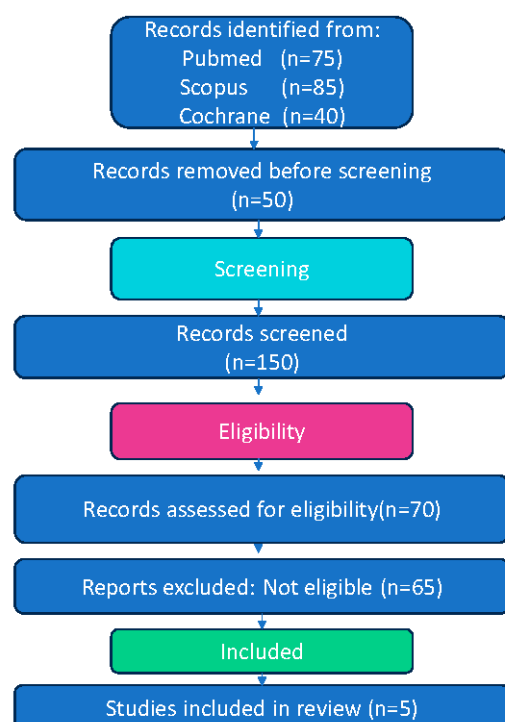 Records identified from:
Pubmed (n=75)
Scopus (n=85)
Cochrane (n=40)
Records removed before screening
(n=50)
Screening
Records screened
(n=150)
Eligibility
Records assessed for eligibility(n=70)
Reports excluded: Not eligible (n=65)
Included
Studies included in review (n=5)